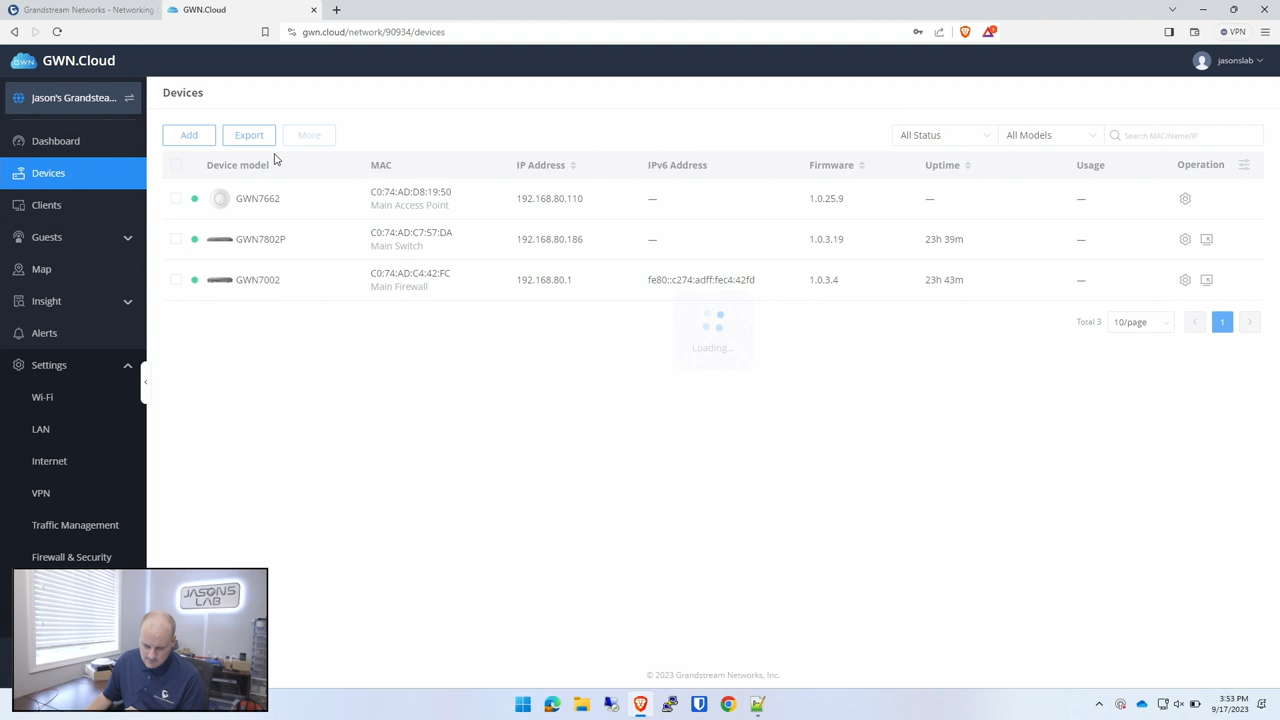 Grandstream Networks - Networking
GWN.Cloud
gwn.cloud/network/90934/devices
VPN
GWN GWN.Cloud
jasonslab
Jason's Grandstea...
Devices
Dashboard
Devices
Clients
Guests
Map
Insight
Alerts
Settings
Wi-Fi
LAN
Internet
VPN
Traffic Management
Firewall & Security
Add
Export
More
All Status
All Models
Search MAC/Name/IP
Device model
MAC
IP Address
IPv6 Address
Firmware
Uptime
Usage
Operation
GWN7662
C0:74:AD:D8:19:50
Main Access Point
192.168.80.110
—
1.0.25.9
—
—
GWN7802P
C0:74:AD:C7:57:DA
Main Switch
192.168.80.186
—
1.0.3.19
23h 39m
—
GWN7002
C0:74:AD:C4:42:FC
Main Firewall
192.168.80.1
fe80::c274:adff:fec4:42fd
1.0.3.4
23h 43m
—
Total 3
10/page
1
Loading...
JASONS
LAB
© 2023 Grandstream Networks, Inc.
3:53 PM
9/17/2023